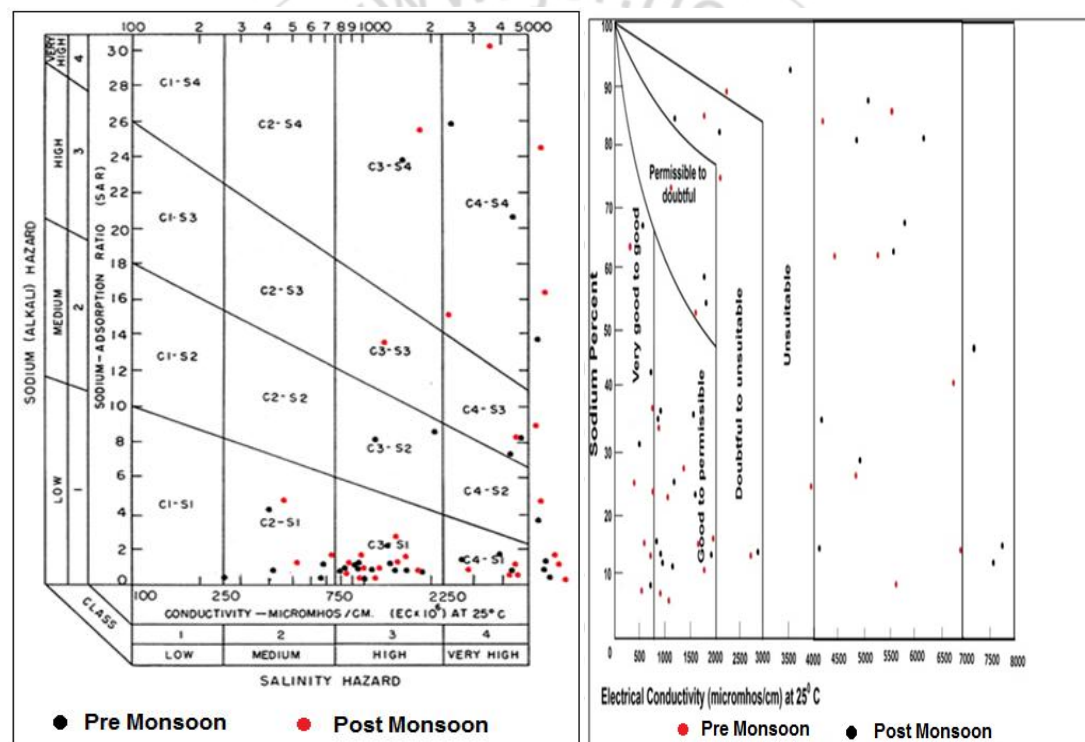 100 2 3 4 5 6 7 8 9 1000 2 3 4 5000
VERY HIGH
4
HIGH
3
MEDIUM
2
LOW
1
SODIUM (ALKALI) HAZARD
SODIUM-ADSORPTION RATIO (SAR)
30
28
26
24
22
20
18
16
14
12
10
8
6
4
2
0
C1-S4
C2-S4
C3-S4
C4-S4
C1-S3
C2-S3
C3-S3
C4-S3
C1-S2
C2-S2
C3-S2
C4-S2
C1-S1
C2-S1
C3-S1
C4-S1
100 250 750 2250
CONDUCTIVITY—MICROMHOS/CM. (ECX10⁶) AT 25°C
CLASS
1 2 3 4
LOW MEDIUM HIGH VERY HIGH
SALINITY HAZARD
Pre Monsoon Post Monsoon
100
90
80
70
60
50
40
30
20
10
Sodium Percent
Very good to good
Permissible to
doubtful
Good to permissible
Doubtful to unsuitable
Unsuitable
0 500 1000 1500 2000 2500 3000 3500 4000 4500 5000 5500 6000 6500 7000 7500 8000
Electrical Conductivity (micromhos/cm) at 25⁰ C
Pre Monsoon Post Monsoon